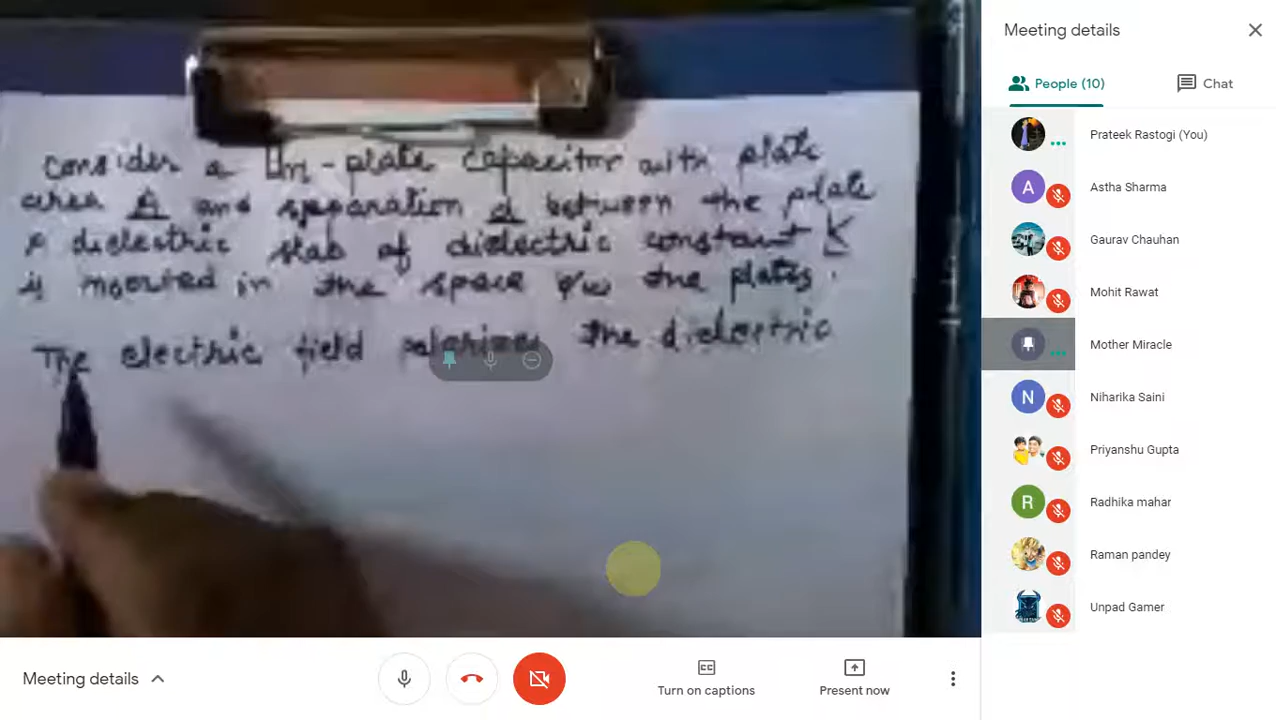 Consider a llm-plate capacitor with plate
area A and separation d between the plate
A dielectric slab of dielectric constant K
is inserted in the space b/w the plates.
The electric field polarizes the dielectric
Meeting details
People (10)
Chat
Prateek Rastogi (You)
Astha Sharma
Gaurav Chauhan
Mohit Rawat
Mother Miracle
Niharika Saini
Priyanshu Gupta
Radhika mahar
Raman pandey
Unpad Gamer
Meeting details
Turn on captions
Present now